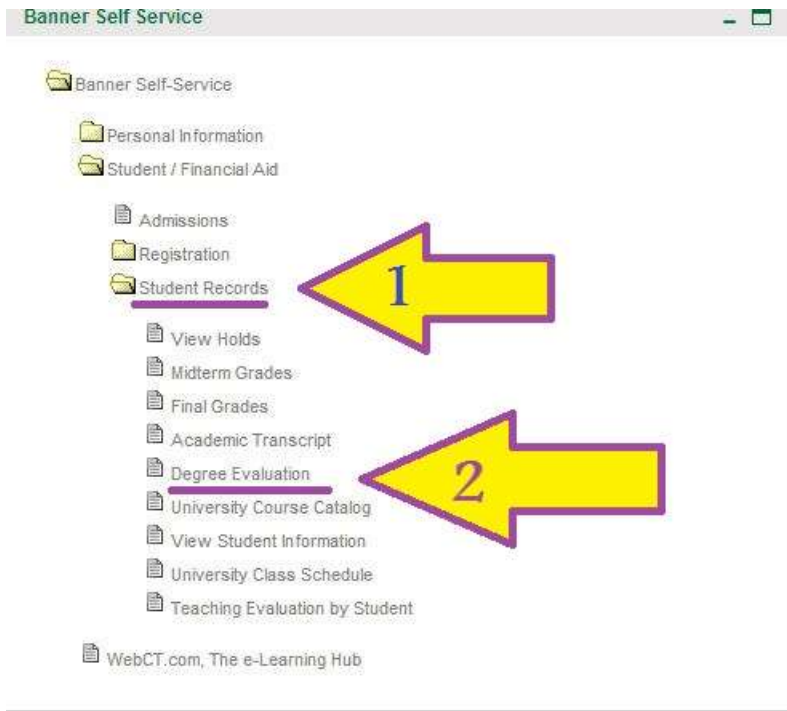 Banner Self Service
Banner Self-Service
Personal Information
Student / Financial Aid
Admissions
Registration
Student Records
1
View Holds
Midterm Grades
Final Grades
Academic Transcript
Degree Evaluation
2
University Course Catalog
View Student Information
University Class Schedule
Teaching Evaluation by Student
WebCT.com, The e-Learning Hub